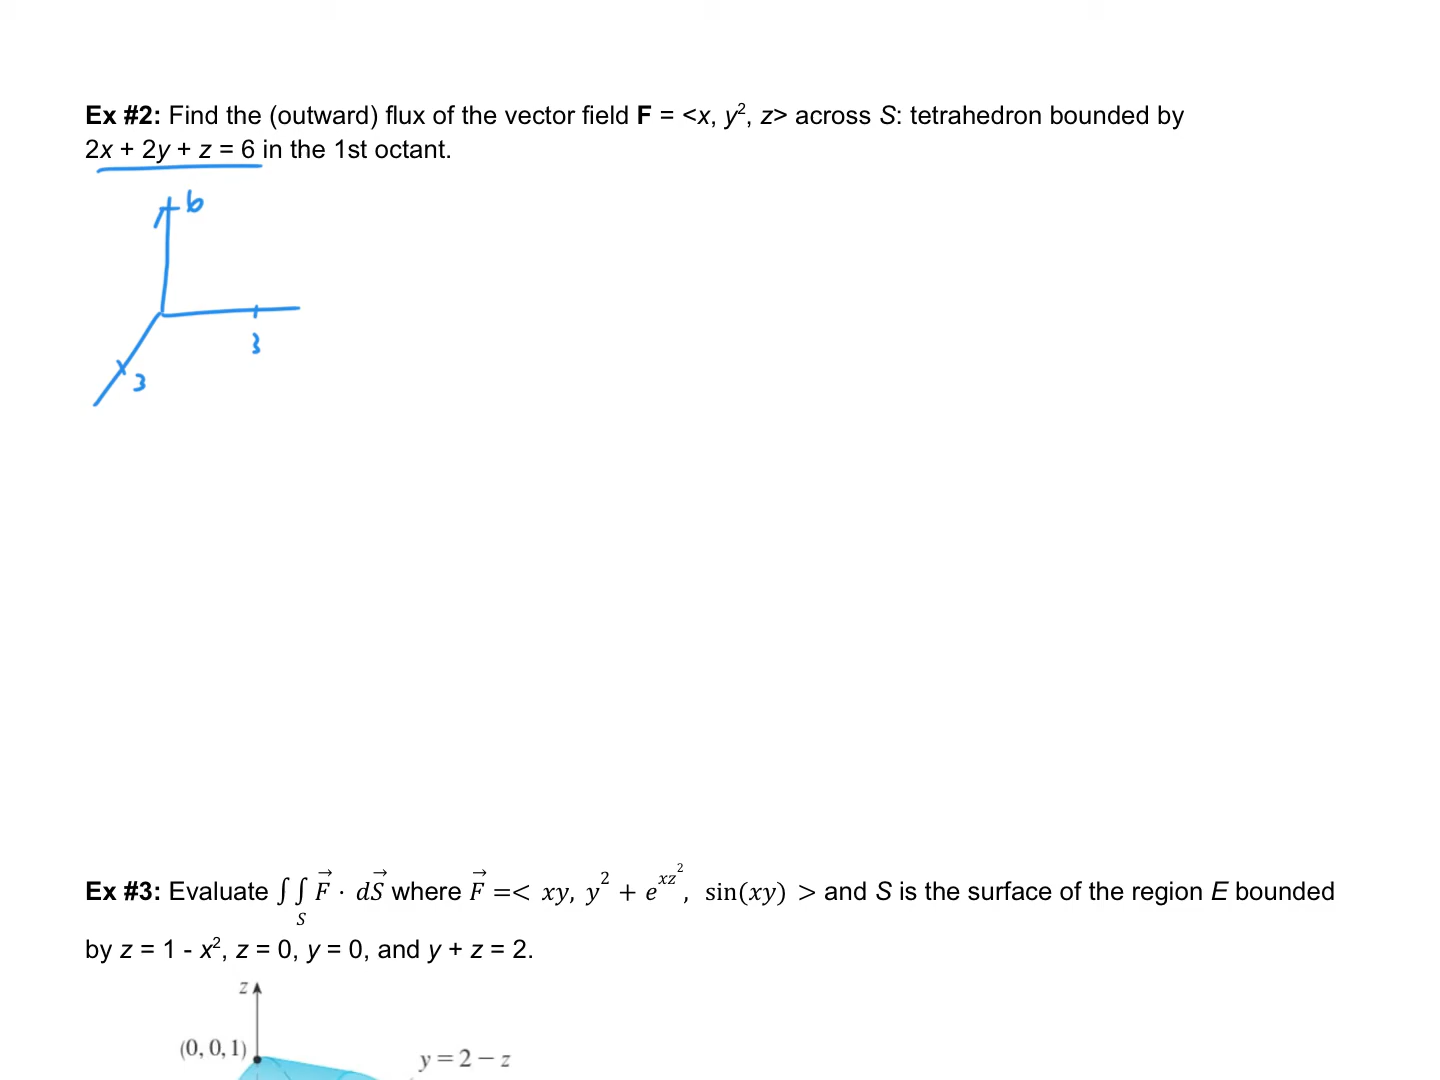 Ex #2: Find the (outward) flux of the vector field F = <x, y², z> across S: tetrahedron bounded by
2x + 2y + z = 6 in the 1st octant.
6
3
3
Ex #3: Evaluate ∫∫ F⃗ · dS⃗ where F⃗ =< xy, y² + e^{xz²}, sin(xy) > and S is the surface of the region E bounded
S
by z = 1 - x², z = 0, y = 0, and y + z = 2.
z
(0, 0, 1)
y = 2 − z